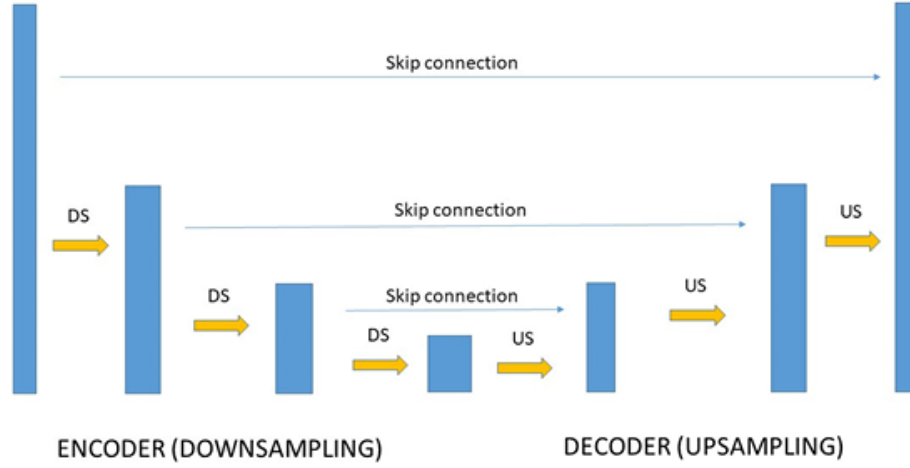 Skip connection
DS
Skip connection
US
DS
Skip connection
US
DS
US
ENCODER (DOWNSAMPLING)
DECODER (UPSAMPLING)